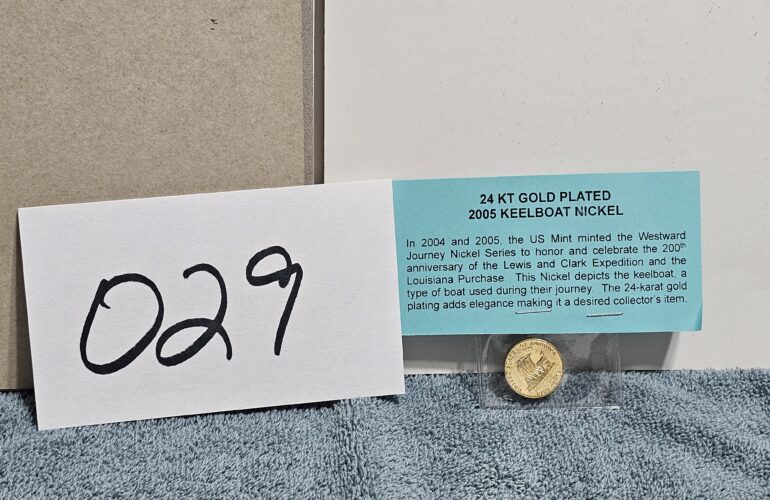 029
24 KT GOLD PLATED
2005 KEELBOAT NICKEL
In 2004 and 2005, the US Mint minted the Westward
Journey Nickel Series to honor and celebrate the 200th
anniversary of the Lewis and Clark Expedition and the
Louisiana Purchase. This Nickel depicts the keelboat, a
type of boat used during their journey. The 24-karat gold
plating adds elegance making it a desired collector's item.